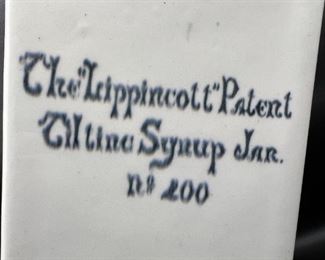 The "Lippincott" Patent
Tilting Syrup Jar.
No 200